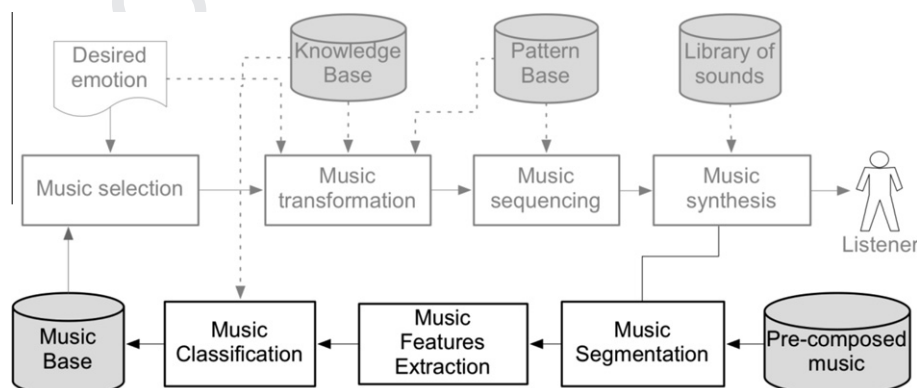 Desired
emotion
Knowledge
Base
Pattern
Base
Library of
sounds
Music selection
Music
transformation
Music
sequencing
Music
synthesis
Listener
Music
Base
Music
Classification
Music
Features
Extraction
Music
Segmentation
Pre-composed
music